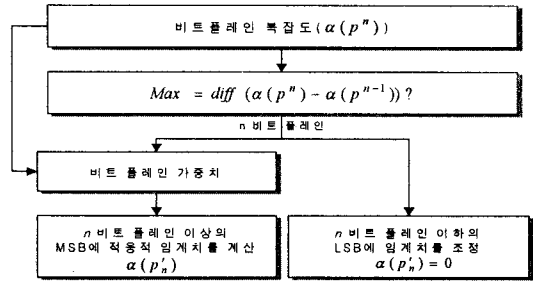 비트플레인 복잡도(α(pⁿ))
Max = diff (α(pⁿ) − α(pⁿ⁻¹)) ?
n 비트 플레인
비트 플레인 가중치
n 비트 플레인 이상의
MSB에 적응적 임계치를 계산
α(p′ₙ)
n 비트 플레인 이하의
LSB에 임계치를 조정
α(p′ₙ) = 0